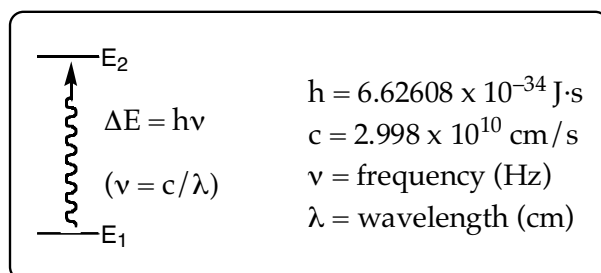 E₂
ΔE = hν
(ν = c/λ)
E₁
h = 6.62608 x 10⁻³⁴ J·s
c = 2.998 x 10¹⁰ cm/s
ν = frequency (Hz)
λ = wavelength (cm)